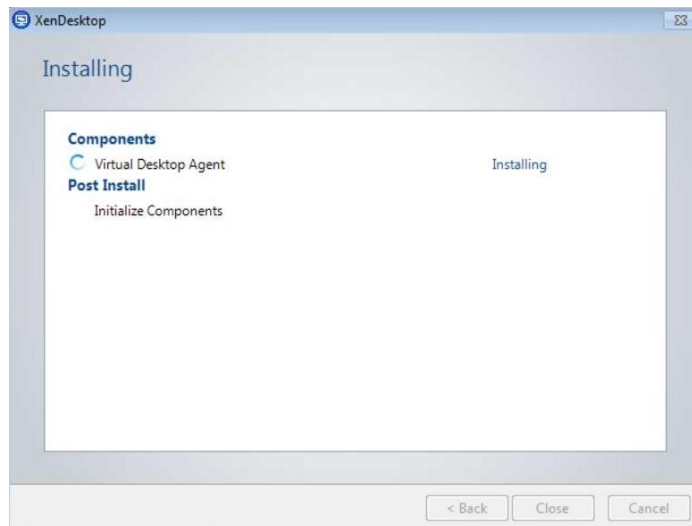 XenDesktop
Installing
Components
Virtual Desktop Agent Installing
Post Install
Initialize Components
< Back Close Cancel